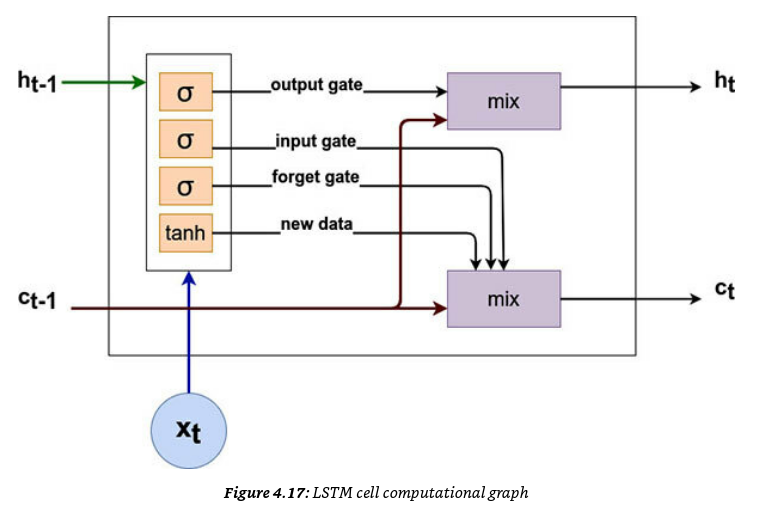 ht-1
σ
output gate
mix
ht
σ
input gate
σ
forget gate
tanh
new data
ct-1
mix
ct
xt
Figure 4.17: LSTM cell computational graph